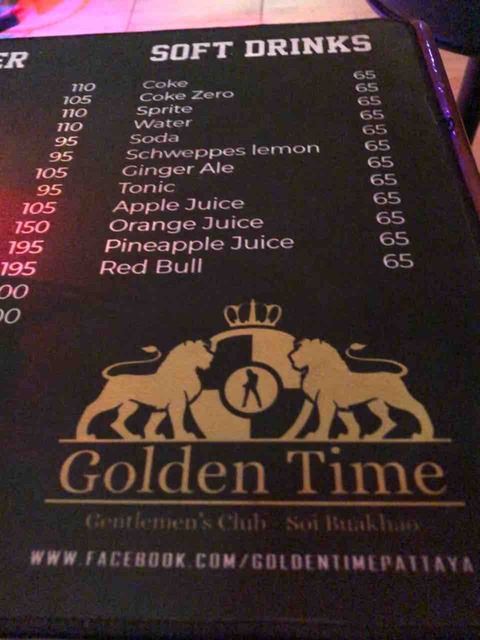 ER
110
105
110
110
95
95
105
95
105
150
195
195
00
00
SOFT DRINKS
Coke 65
Coke Zero 65
Sprite 65
Water 65
Soda 65
Schweppes lemon 65
Ginger Ale 65
Tonic 65
Apple Juice 65
Orange Juice 65
Pineapple Juice 65
Red Bull 65
Golden Time
Gentlemen's Club - Soi Buakhao
WWW.FACEBOOK.COM/GOLDENTIMEPATTAYA